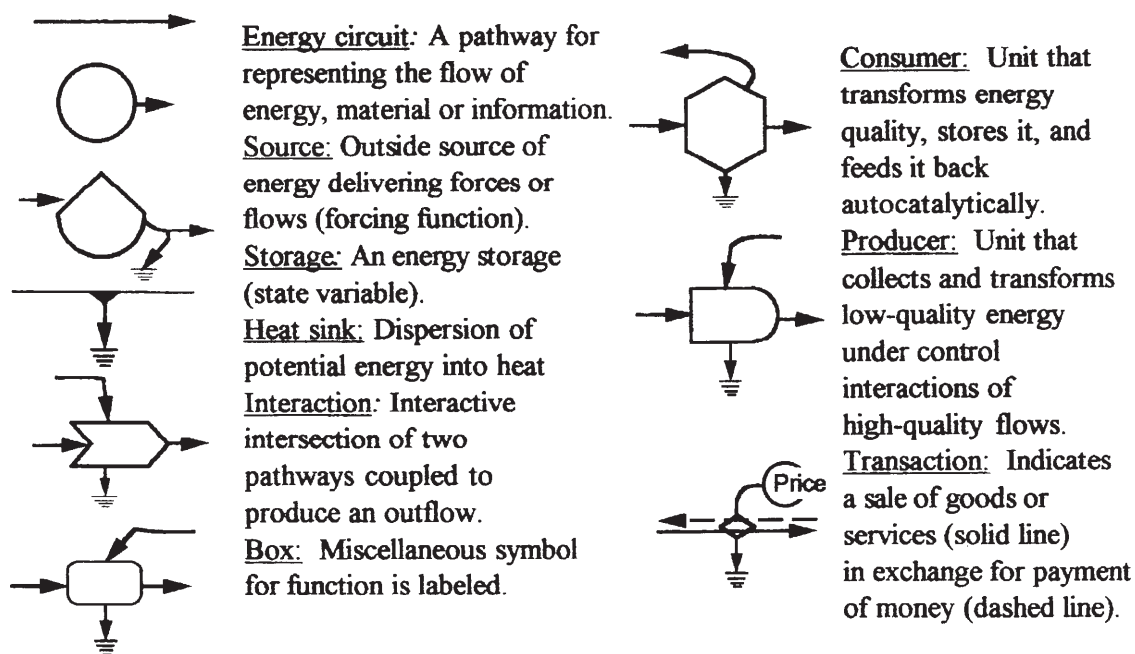 Energy circuit: A pathway for
representing the flow of
energy, material or information.
Source: Outside source of
energy delivering forces or
flows (forcing function).
Storage: An energy storage
(state variable).
Heat sink: Dispersion of
potential energy into heat
Interaction: Interactive
intersection of two
pathways coupled to
produce an outflow.
Box: Miscellaneous symbol
for function is labeled.
Consumer: Unit that
transforms energy
quality, stores it, and
feeds it back
autocatalytically.
Producer: Unit that
collects and transforms
low-quality energy
under control
interactions of
high-quality flows.
Price
Transaction: Indicates
a sale of goods or
services (solid line)
in exchange for payment
of money (dashed line).